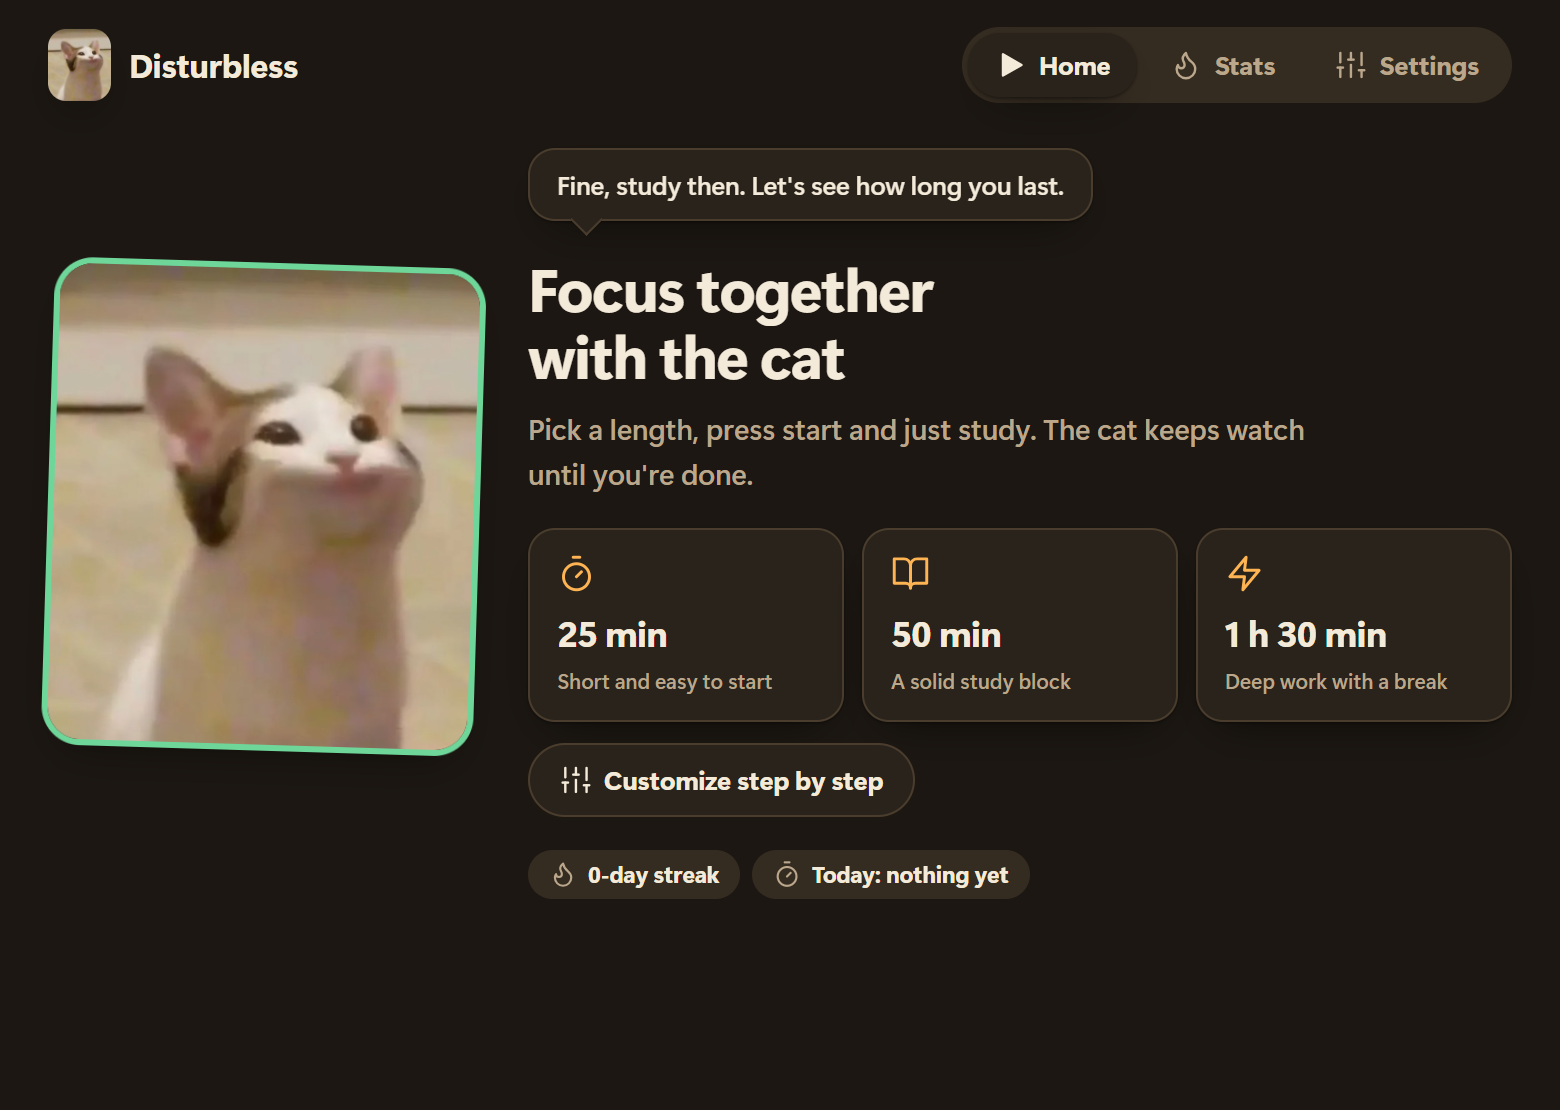 Disturbless
Home
Stats
Settings
Fine, study then. Let's see how long you last.
Focus together
with the cat
Pick a length, press start and just study. The cat keeps watch
until you're done.
25 min
Short and easy to start
50 min
A solid study block
1 h 30 min
Deep work with a break
Customize step by step
0-day streak
Today: nothing yet